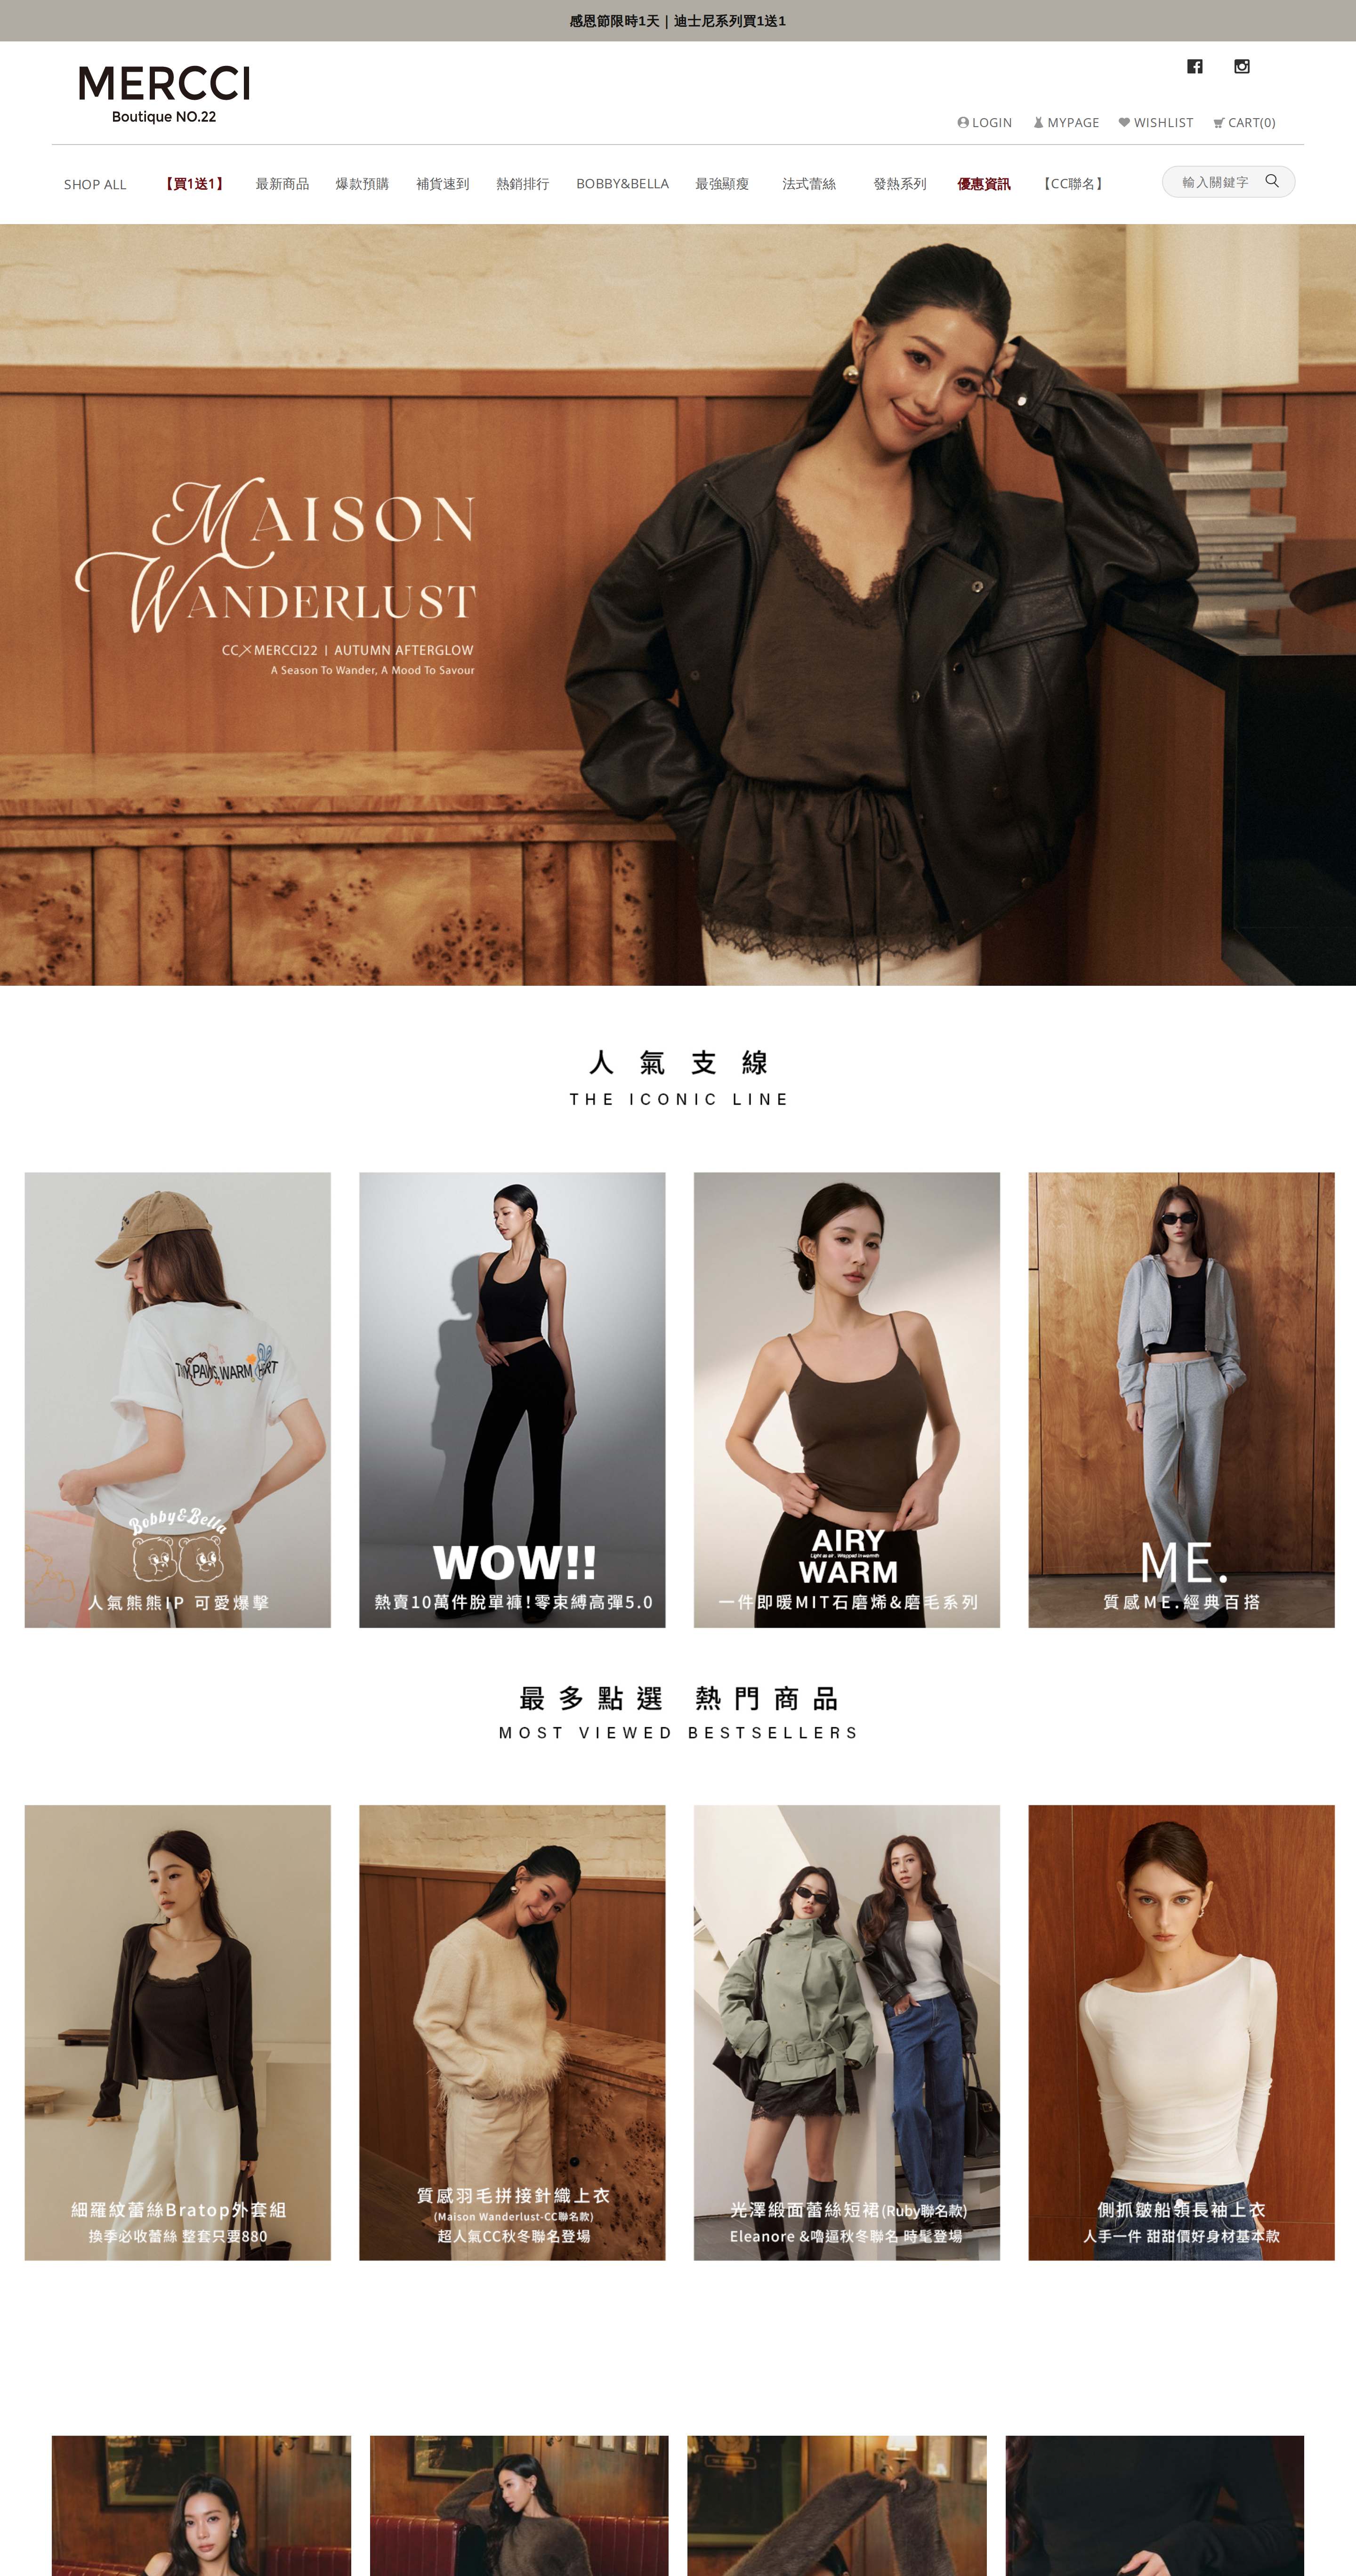 感恩節限時1天｜迪士尼系列買1送1
MERCCI
Boutique NO.22
LOGIN MYPAGE WISHLIST CART(0)
SHOP ALL 【買1送1】 最新商品 爆款預購 補貨速到 熱銷排行 BOBBY&BELLA 最強顯瘦 法式蕾絲 發熱系列 優惠資訊 【CC聯名】 輸入關鍵字
MAISON
WANDERLUST
CC×MERCCI22 | AUTUMN AFTERGLOW
A Season To Wander, A Mood To Savour
人氣支線
THE ICONIC LINE
Bobby&Bella
人氣熊熊IP 可愛爆擊
WOW!!
熱賣10萬件脫單褲!零束縛高彈5.0
AIRY
Light as air . Wrapped in warmth
WARM
一件即暖MIT石磨烯&磨毛系列
ME.
質感ME.經典百搭
最多點選 熱門商品
MOST VIEWED BESTSELLERS
細羅紋蕾絲Bratop外套組
換季必收蕾絲 整套只要880
質感羽毛拼接針織上衣
(Maison Wanderlust-CC聯名款)
超人氣CC秋冬聯名登場
光澤緞面蕾絲短裙(Ruby聯名款)
Eleanore &嚕逼秋冬聯名 時髦登場
側抓皺船領長袖上衣
人手一件 甜甜價好身材基本款